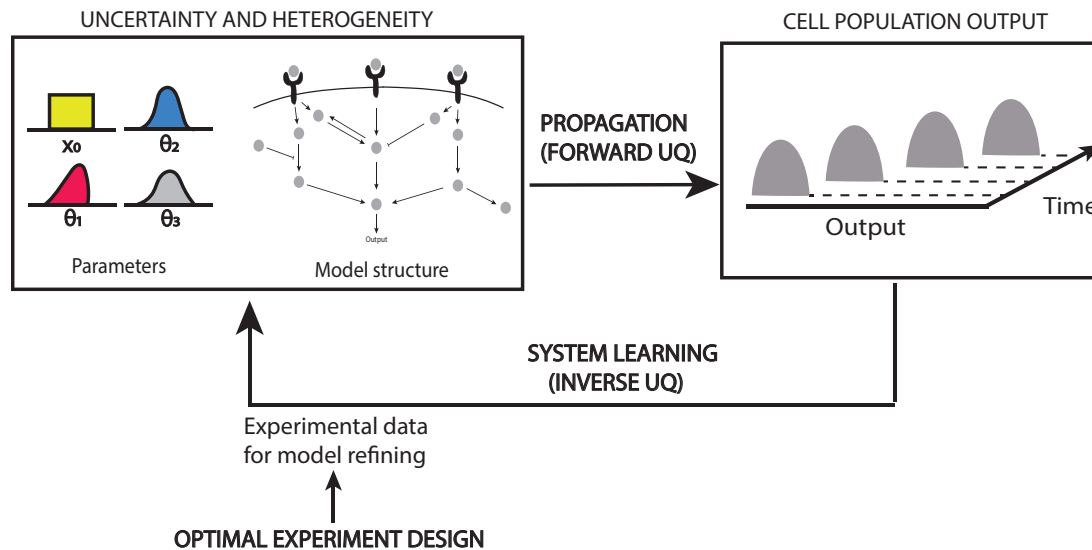 UNCERTAINTY AND HETEROGENEITY
CELL POPULATION OUTPUT
x₀
θ₂
θ₁
θ₃
Parameters
Output
Model structure
PROPAGATION
(FORWARD UQ)
Output
Time
SYSTEM LEARNING
(INVERSE UQ)
Experimental data
for model refining
OPTIMAL EXPERIMENT DESIGN